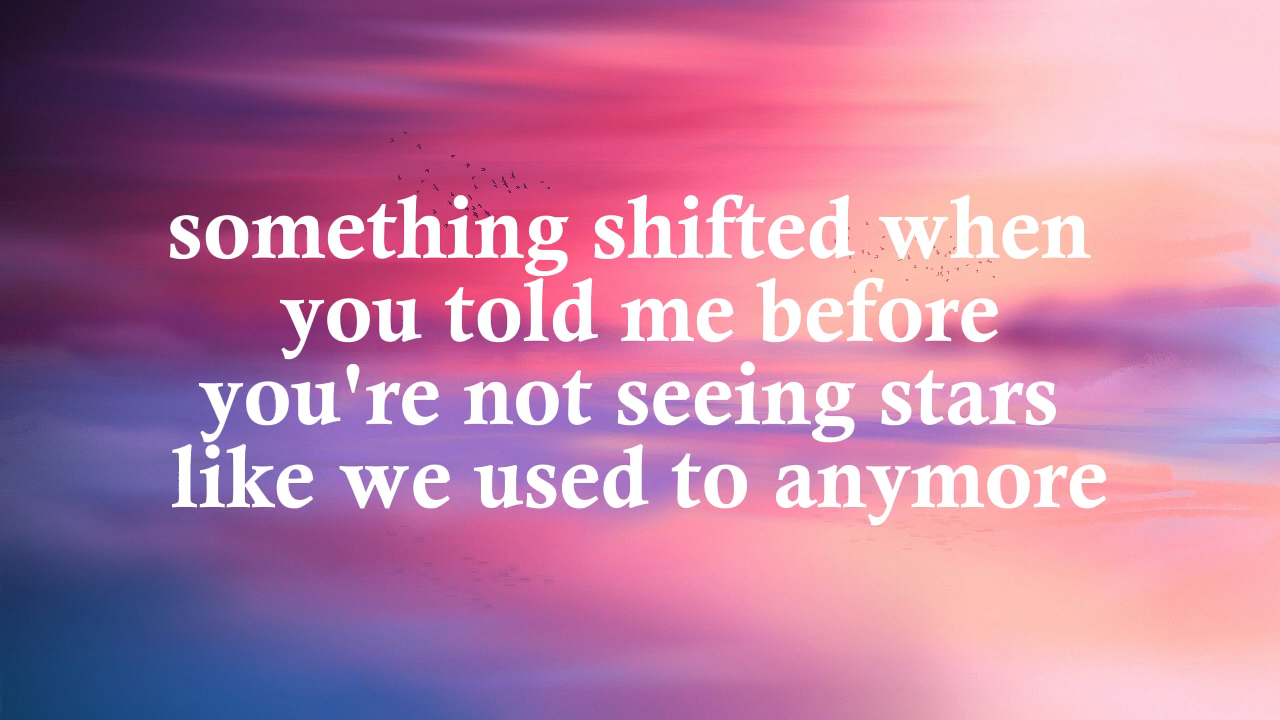 something shifted when
you told me before
you're not seeing stars
like we used to anymore